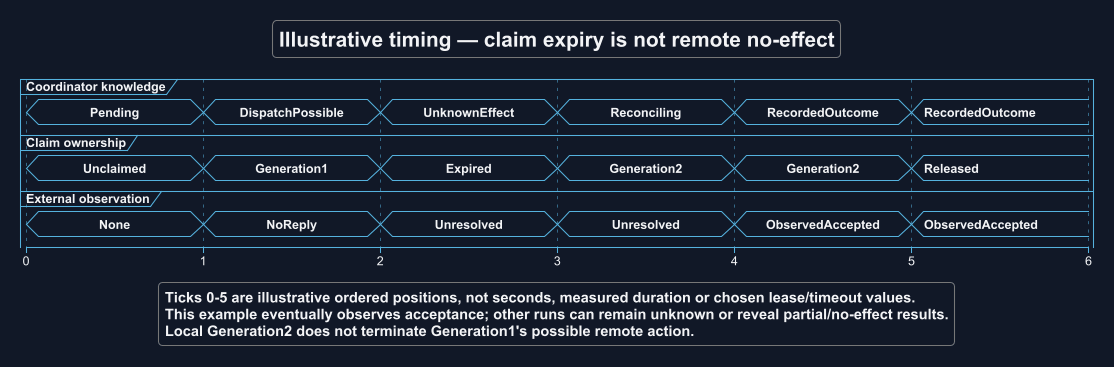 Illustrative timing — claim expiry is not remote no-effect
Coordinator knowledge
Pending DispatchPossible UnknownEffect Reconciling RecordedOutcome RecordedOutcome
Claim ownership
Unclaimed Generation1 Expired Generation2 Generation2 Released
External observation
None NoReply Unresolved Unresolved ObservedAccepted ObservedAccepted
0 1 2 3 4 5 6
Ticks 0-5 are illustrative ordered positions, not seconds, measured duration or chosen lease/timeout values.
This example eventually observes acceptance; other runs can remain unknown or reveal partial/no-effect results.
Local Generation2 does not terminate Generation1's possible remote action.